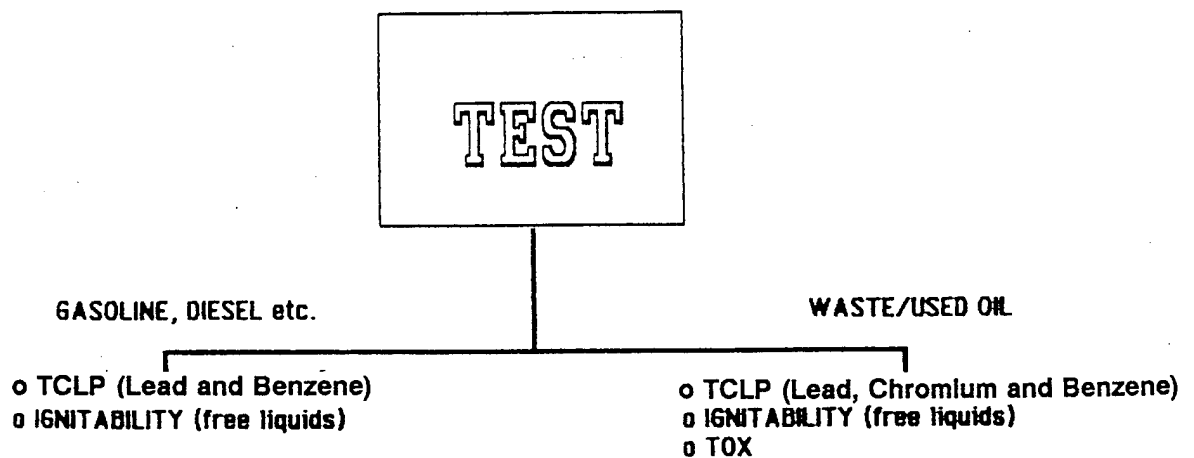 TEST
GASOLINE, DIESEL etc.
WASTE/USED OIL
o TCLP (Lead and Benzene)
o IGNITABILITY (free liquids)
o TCLP (Lead, Chromium and Benzene)
o IGNITABILITY (free liquids)
o TOX